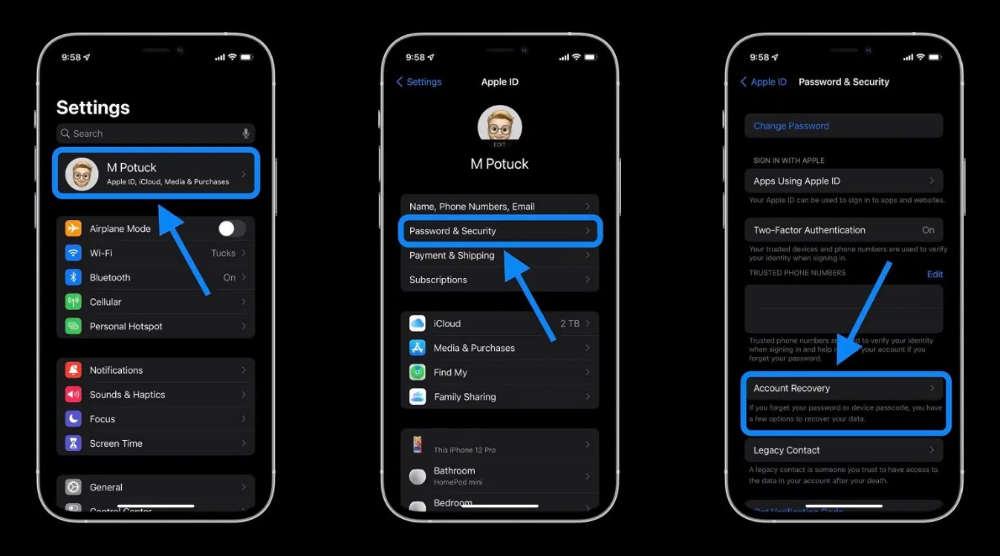 9:58
Settings
Search
M Potuck
Apple ID, iCloud, Media & Purchases
Airplane Mode
Wi-Fi Tucks
Bluetooth On
Cellular
Personal Hotspot
Notifications
Sounds & Haptics
Focus
Screen Time
General
Control Center
9:58
Settings Apple ID
EDIT
M Potuck
Name, Phone Numbers, Email
Password & Security
Payment & Shipping
Subscriptions
iCloud 2 TB
Media & Purchases
Find My
Family Sharing
This iPhone 12 Pro
Bathroom
HomePod mini
Bedroom
9:58
Apple ID Password & Security
Change Password
SIGN IN WITH APPLE
Apps Using Apple ID
Your Apple ID can be used to sign in to apps and websites.
Two-Factor Authentication On
Your trusted devices and phone numbers are used to verify
your identity when signing in.
TRUSTED PHONE NUMBERS Edit
Trusted phone numbers are used to verify your identity
when signing in and help your account if you
forget your password.
Account Recovery
If you forget your password or device passcode, you have
a few options to recover your data.
Legacy Contact
A legacy contact is someone you trust to have access to
the data in your account after your death.
Get Verification Code